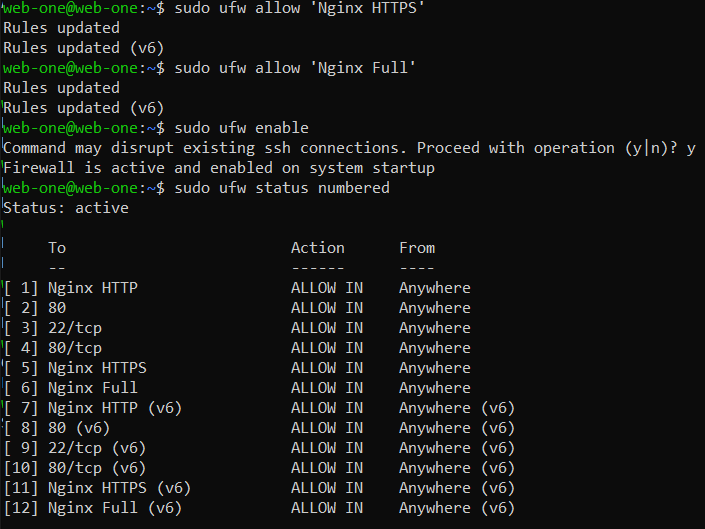 web-one@web-one:~$ sudo ufw allow 'Nginx HTTPS'
Rules updated
Rules updated (v6)
web-one@web-one:~$ sudo ufw allow 'Nginx Full'
Rules updated
Rules updated (v6)
web-one@web-one:~$ sudo ufw enable
Command may disrupt existing ssh connections. Proceed with operation (y|n)? y
Firewall is active and enabled on system startup
web-one@web-one:~$ sudo ufw status numbered
Status: active
     To                         Action      From
     --                         ------      ----
[ 1] Nginx HTTP                 ALLOW IN    Anywhere
[ 2] 80                         ALLOW IN    Anywhere
[ 3] 22/tcp                     ALLOW IN    Anywhere
[ 4] 80/tcp                     ALLOW IN    Anywhere
[ 5] Nginx HTTPS                ALLOW IN    Anywhere
[ 6] Nginx Full                 ALLOW IN    Anywhere
[ 7] Nginx HTTP (v6)            ALLOW IN    Anywhere (v6)
[ 8] 80 (v6)                    ALLOW IN    Anywhere (v6)
[ 9] 22/tcp (v6)                ALLOW IN    Anywhere (v6)
[10] 80/tcp (v6)                ALLOW IN    Anywhere (v6)
[11] Nginx HTTPS (v6)           ALLOW IN    Anywhere (v6)
[12] Nginx Full (v6)            ALLOW IN    Anywhere (v6)